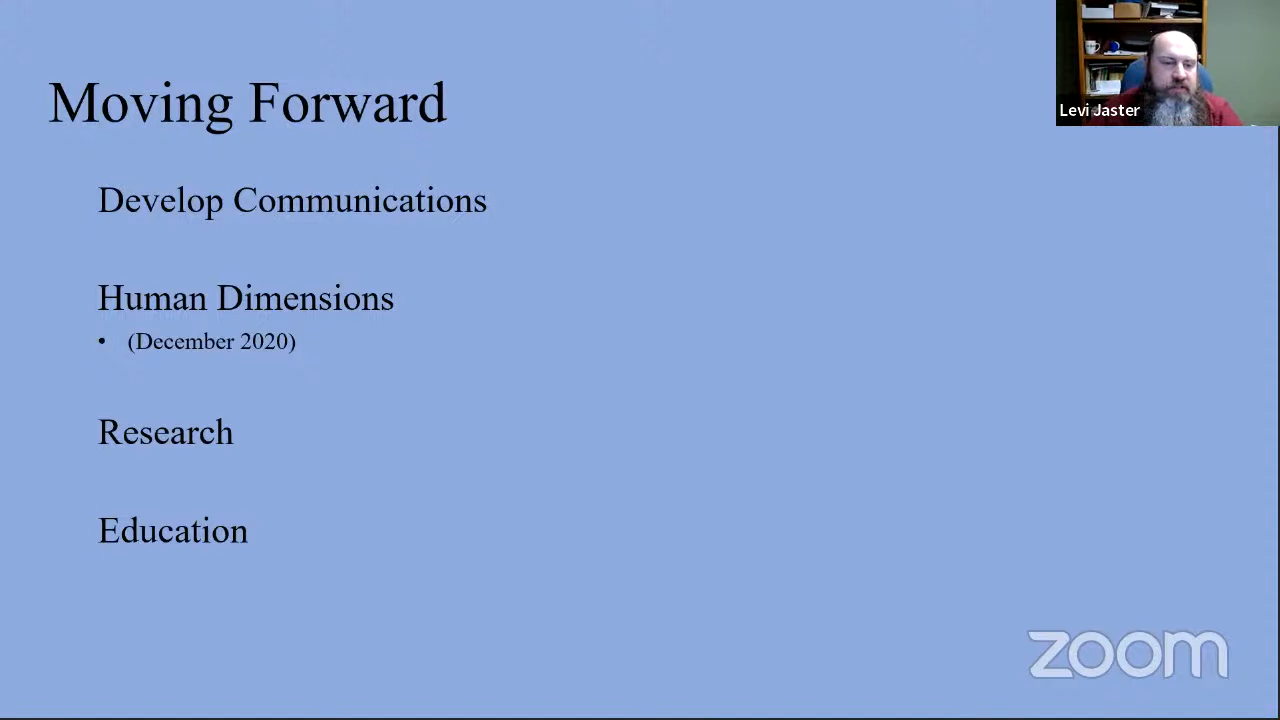 Moving Forward
Levi Jaster
Develop Communications
Human Dimensions
• (December 2020)
Research
Education
zoom